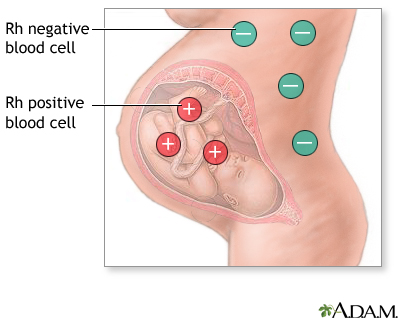 Rh negative
blood cell
Rh positive
blood cell
− − − −
+ + +
A.D.A.M.